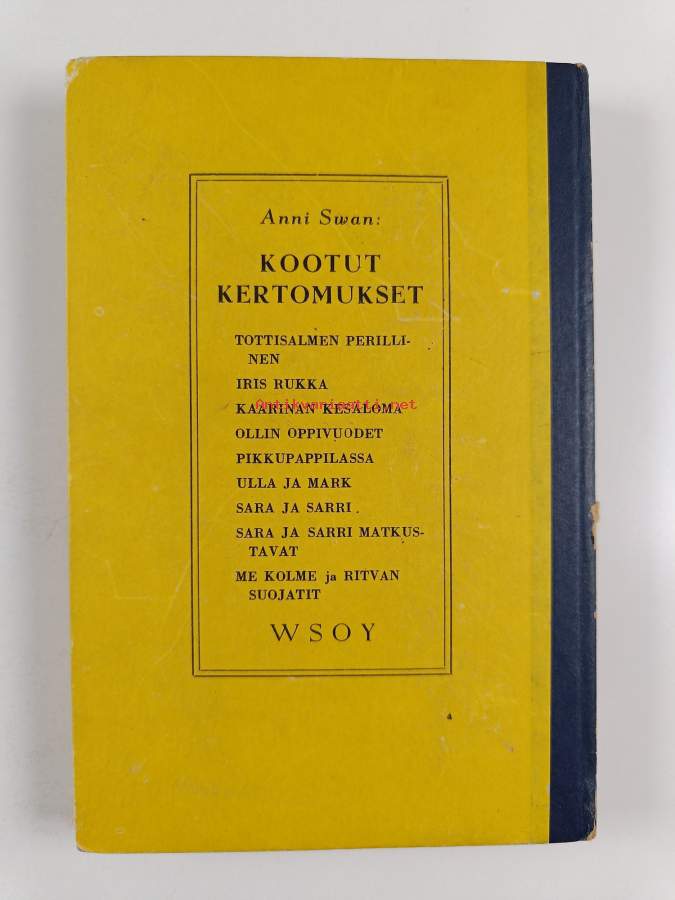 Anni Swan:
KOOTUT
KERTOMUKSET
TOTTISALMEN PERILLI-
NEN
IRIS RUKKA
Antikvariaatti.net
KAARINAN KESÄLOMA
OLLIN OPPIVUODET
PIKKUPAPPILASSA
ULLA JA MARK
SARA JA SARRI
SARA JA SARRI MATKUS-
TAVAT
ME KOLME ja RITVAN
SUOJATIT
WSOY